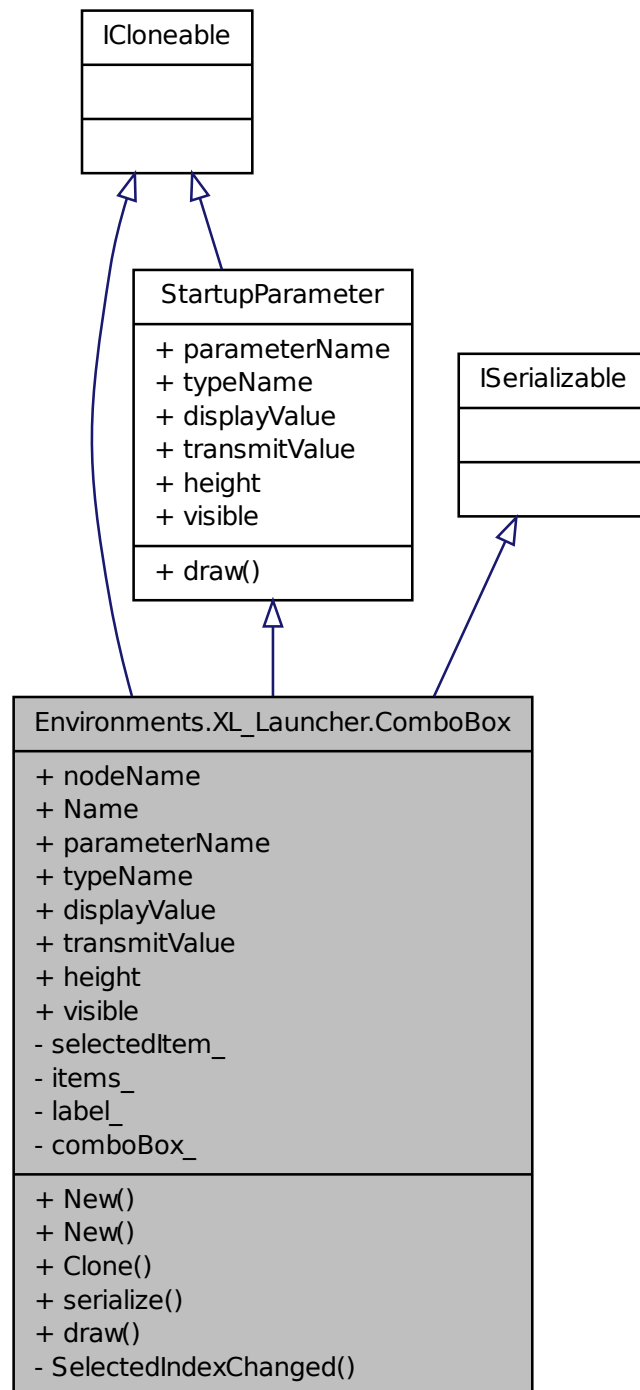 ICloneable
StartupParameter
+ parameterName
+ typeName
+ displayValue
+ transmitValue
+ height
+ visible
+ draw()
ISerializable
Environments.XL_Launcher.ComboBox
+ nodeName
+ Name
+ parameterName
+ typeName
+ displayValue
+ transmitValue
+ height
+ visible
- selectedItem_
- items_
- label_
- comboBox_
+ New()
+ New()
+ Clone()
+ serialize()
+ draw()
- SelectedIndexChanged()